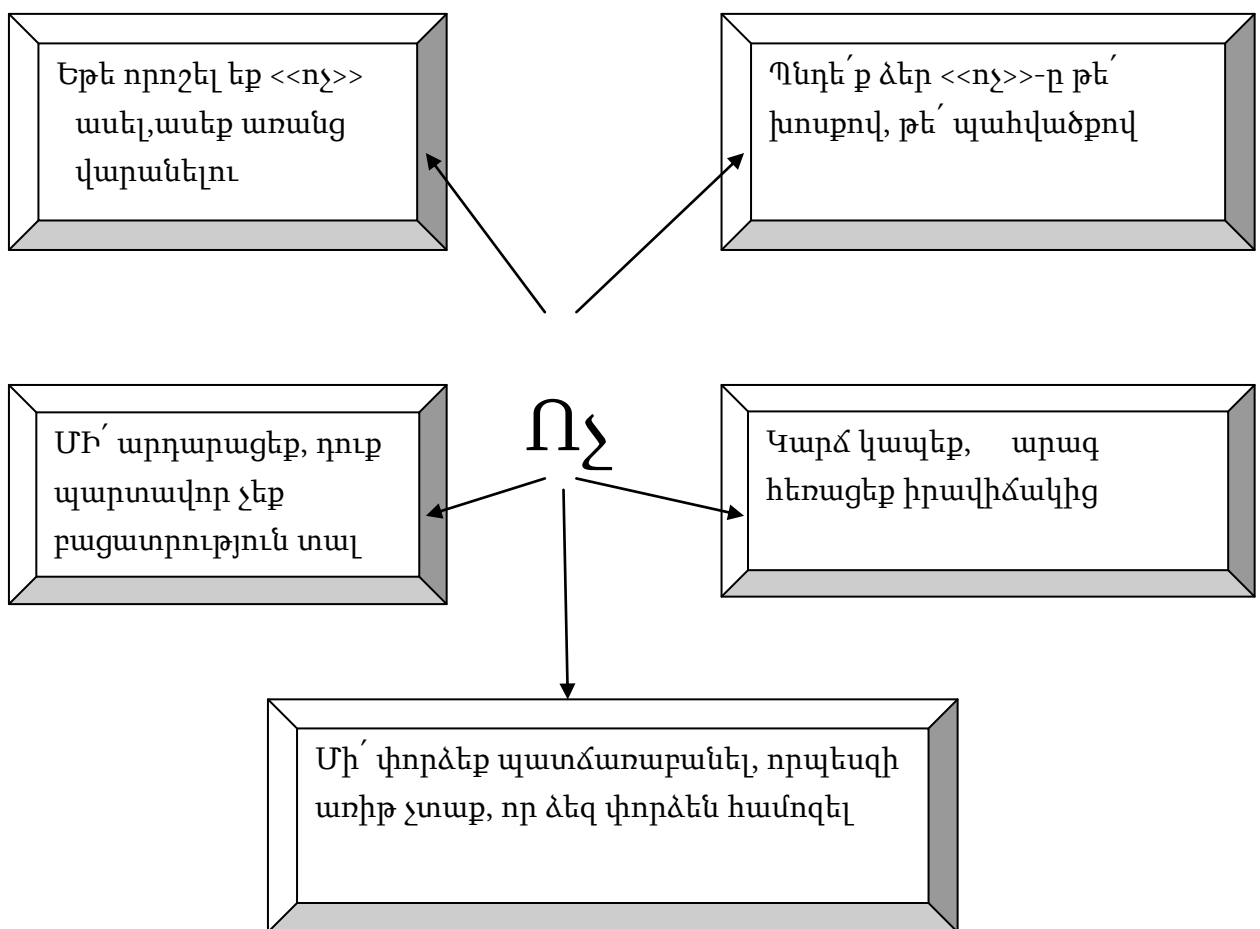 Եթե որոշել եք <<ոչ>>
ասել,ասեք առանց
վարանելու
Պնդե՛ք ձեր <<ոչ>>-ը թե՛
խոսքով, թե՛ պահվածքով
Ոչ
ՄԻ՛ արդարացեք, դուք
պարտավոր չեք
բացատրություն տալ
Կարճ կապեք, արագ
հեռացեք իրավիճակից
Մի՛ փորձեք պատճառաբանել, որպեսզի
առիթ չտաք, որ ձեզ փորձեն համոզել